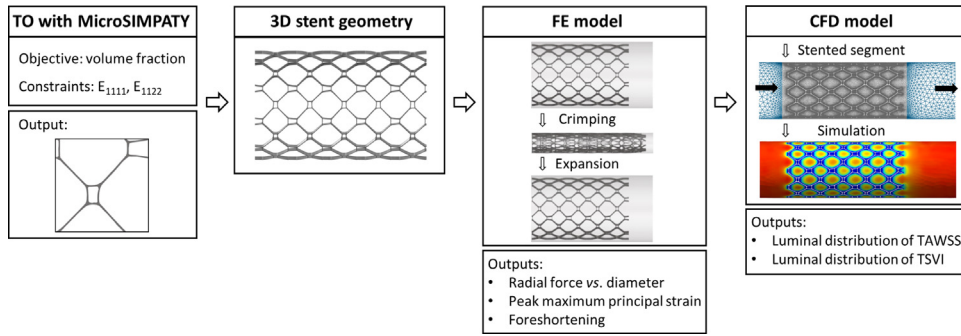 TO with MicroSIMPATY
Objective: volume fraction
Constraints: E1111, E1122
Output:
3D stent geometry
FE model
Crimping
Expansion
Outputs:
• Radial force vs. diameter
• Peak maximum principal strain
• Foreshortening
CFD model
Stented segment
Simulation
Outputs:
• Luminal distribution of TAWSS
• Luminal distribution of TSVI